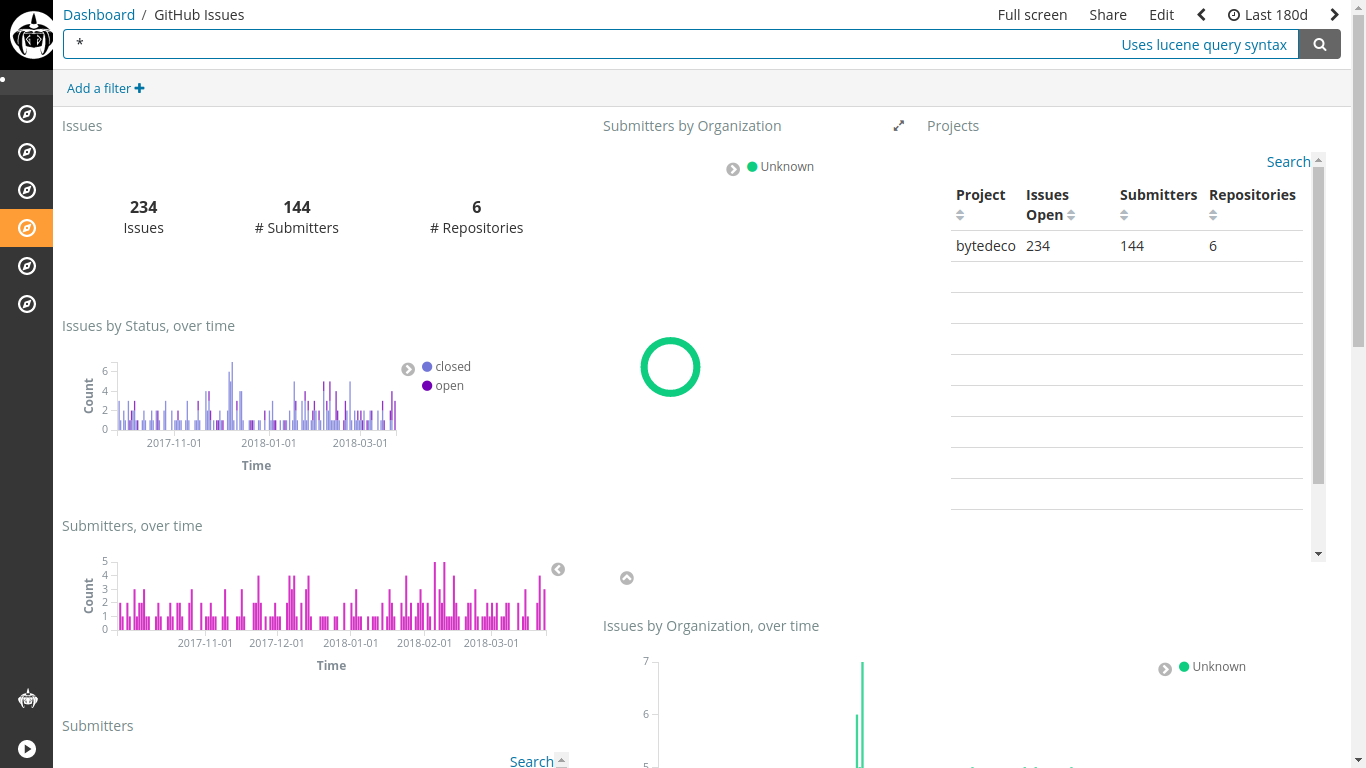 Dashboard / GitHub Issues
Full screen Share Edit Last 180d
* Uses lucene query syntax
Add a filter
Issues
234 144 6
Issues # Submitters # Repositories
Issues by Status, over time
Count
6
4
2
0
2017-11-01 2018-01-01 2018-03-01
Time
closed
open
Submitters, over time
Count
5
4
3
2
1
0
2017-11-01 2017-12-01 2018-01-01 2018-02-01 2018-03-01
Time
Submitters
Search
Submitters by Organization
Unknown
Issues by Organization, over time
7
6
5
Unknown
Projects
Search
Project Issues Open Submitters Repositories
bytedeco 234 144 6